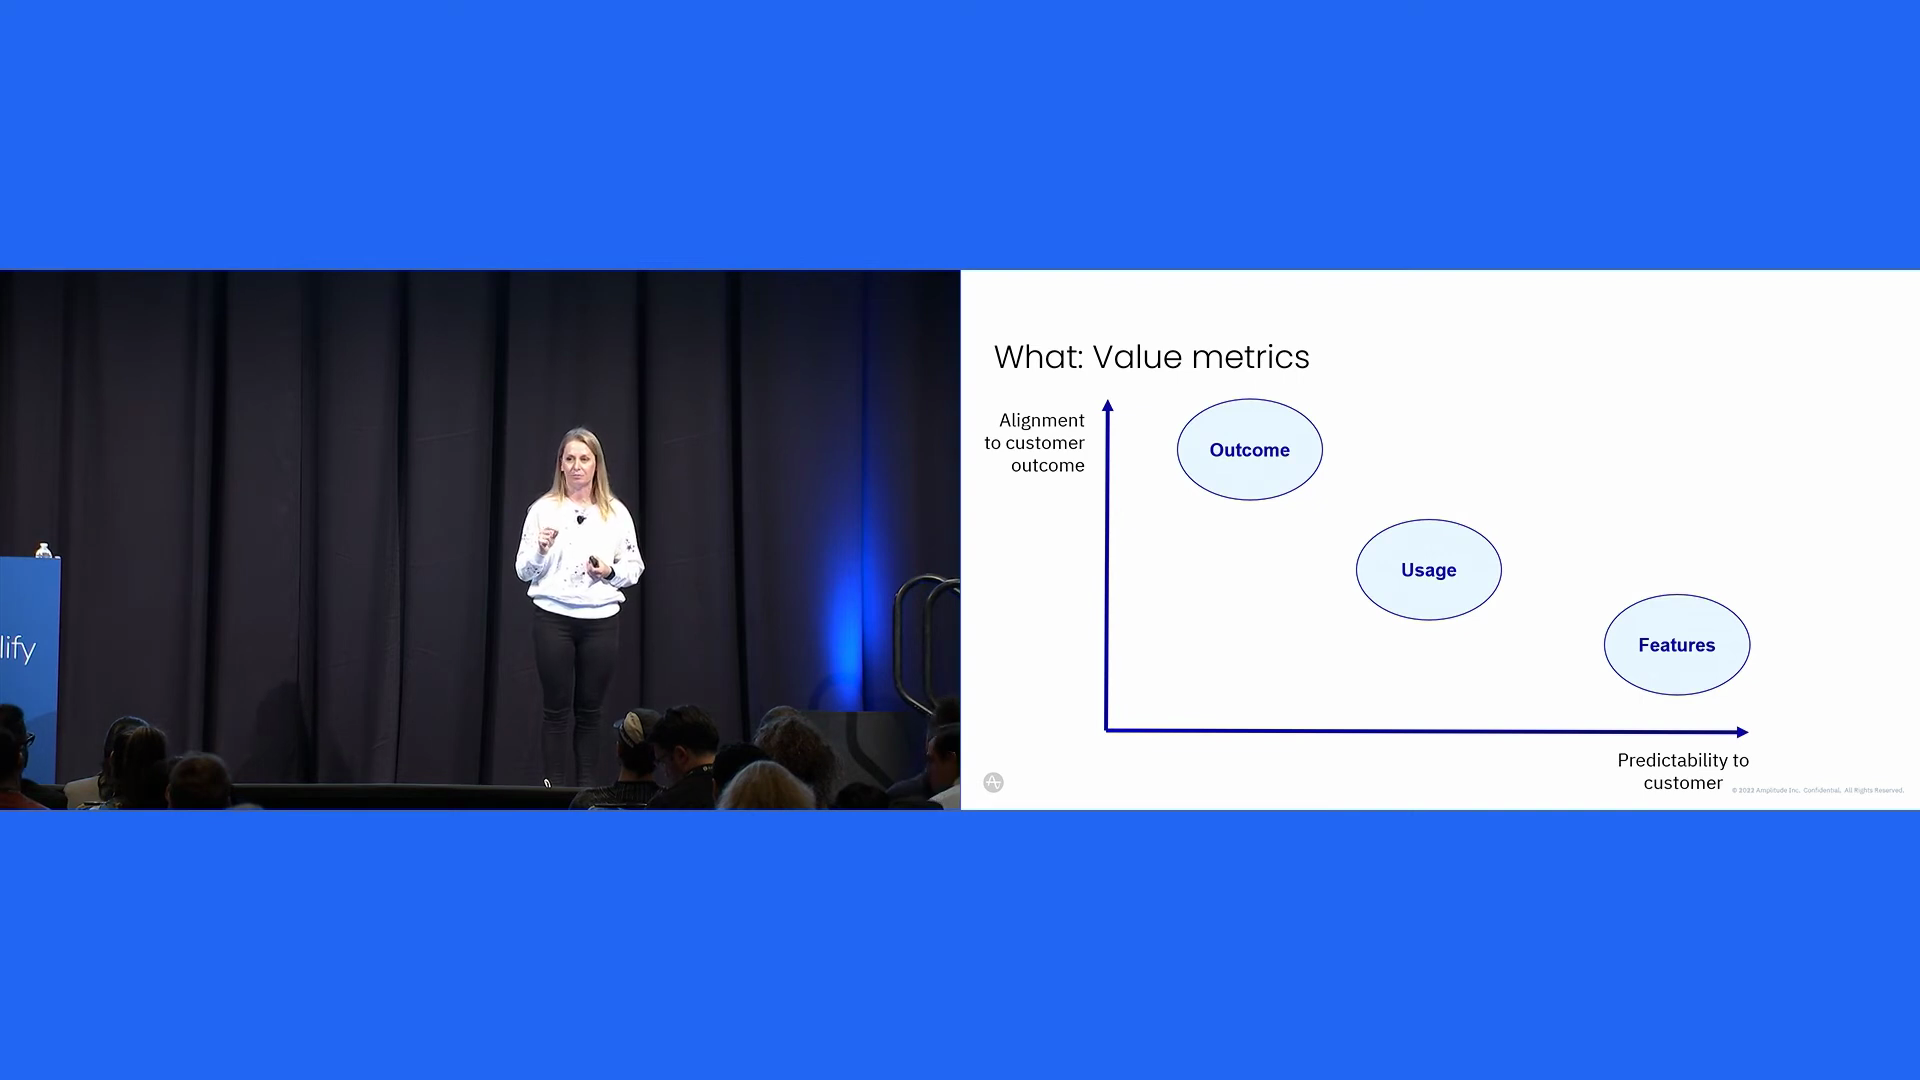 lify
What: Value metrics
Alignment
to customer
outcome
Outcome
Usage
Features
Predictability to
customer
© 2022 Amplitude Inc. Confidential. All Rights Reserved.